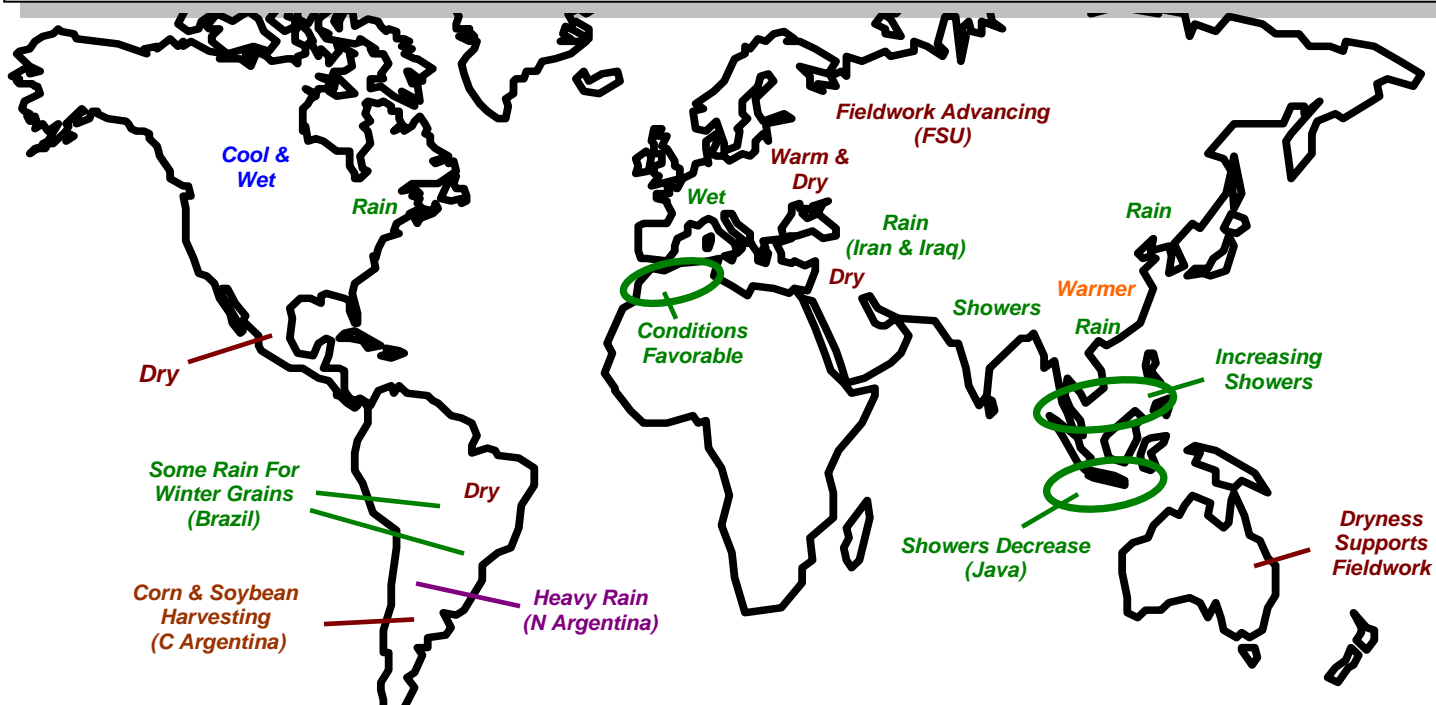 Fieldwork Advancing
(FSU)
Cool &
Wet
Warm &
Dry
Rain
Wet
Rain
(Iran & Iraq)
Rain
Dry
Showers
Warmer
Rain
Conditions
Favorable
Dry
Increasing
Showers
Some Rain For
Winter Grains
(Brazil)
Dry
Showers Decrease
(Java)
Dryness
Supports
Fieldwork
Corn & Soybean
Harvesting
(C Argentina)
Heavy Rain
(N Argentina)